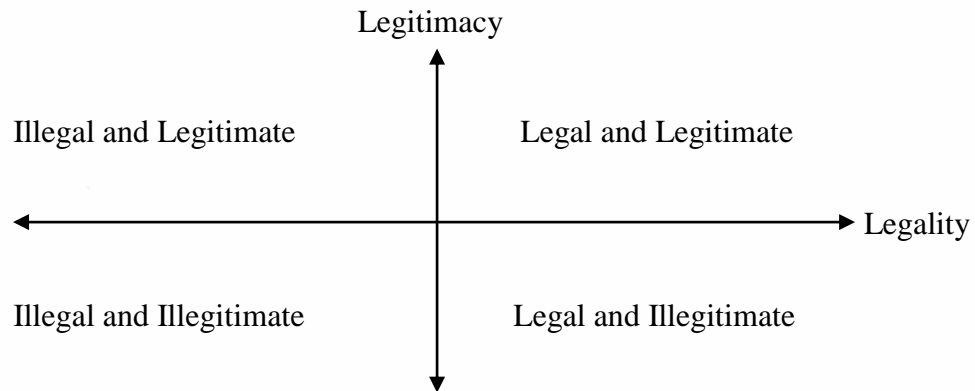 Legitimacy
Illegal and Legitimate
Legal and Legitimate
Legality
Illegal and Illegitimate
Legal and Illegitimate